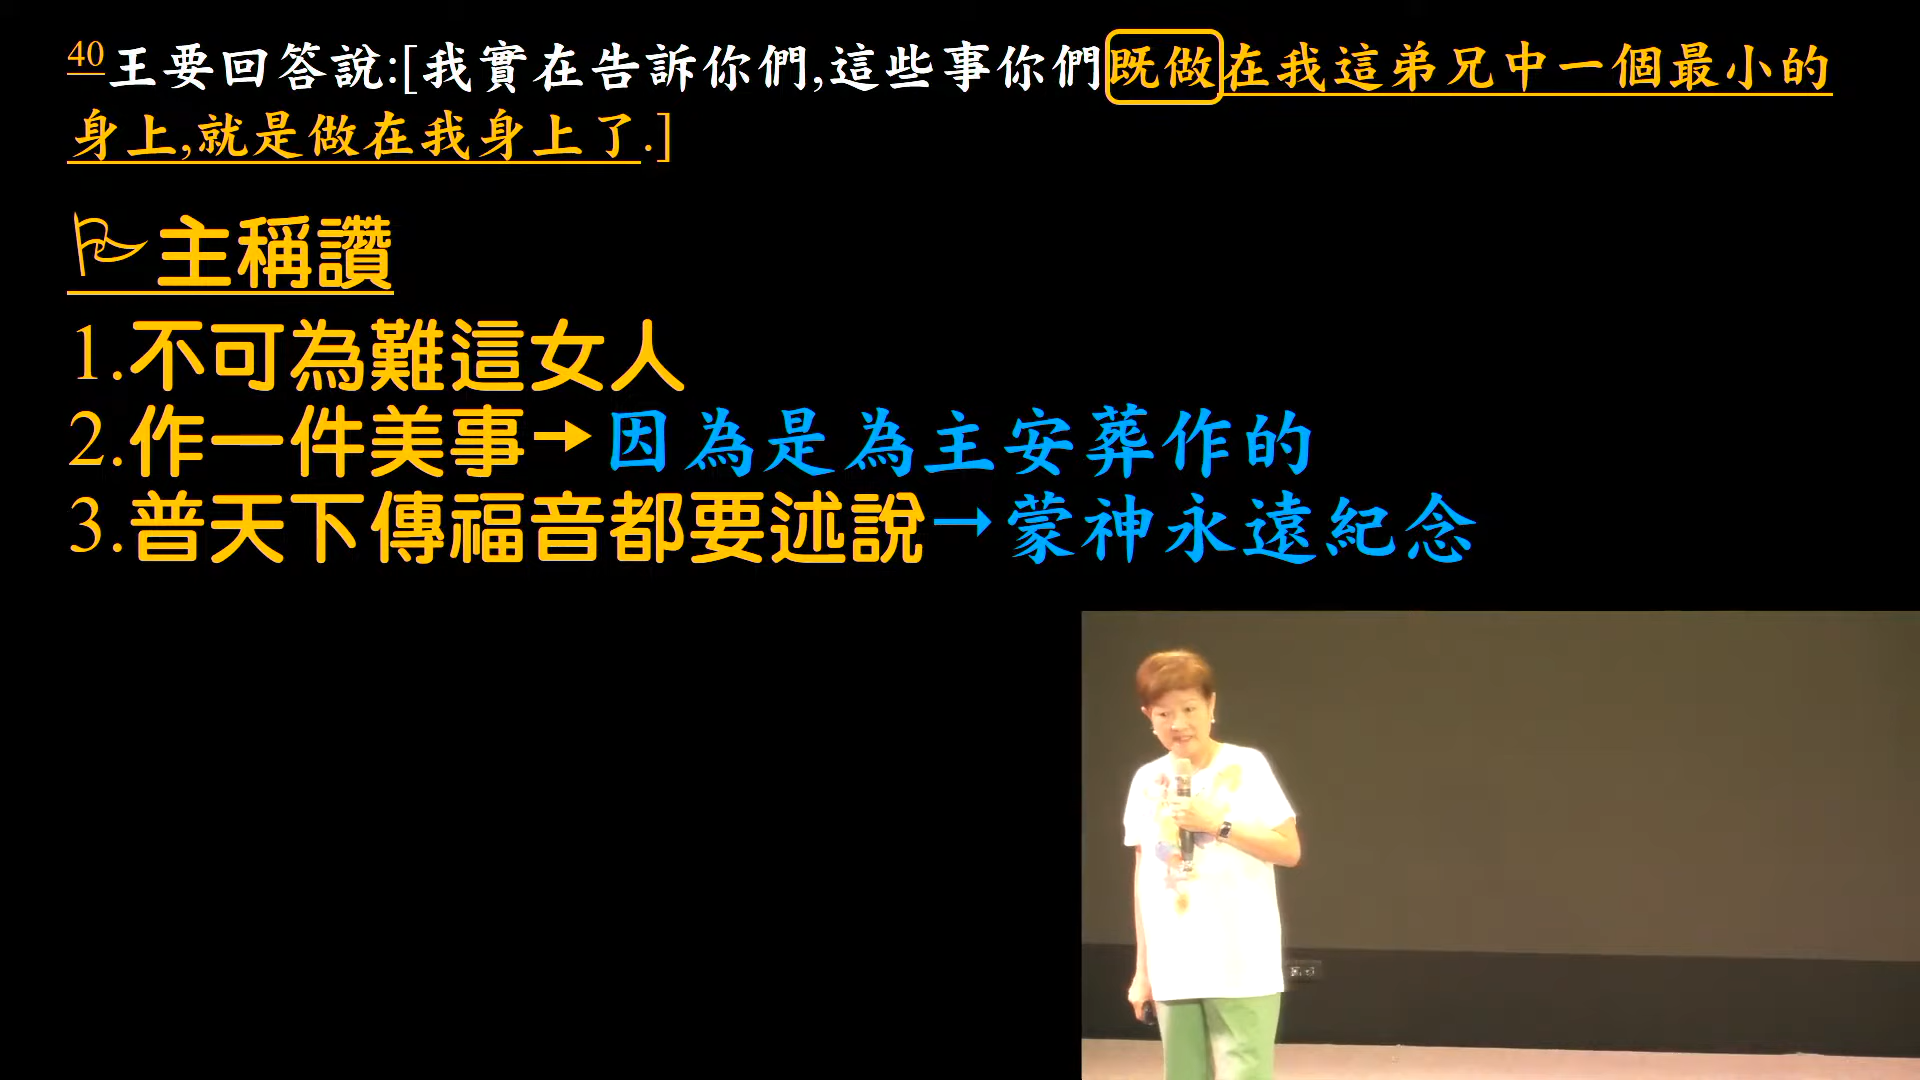 40王要回答說:[我實在告訴你們,這些事你們既做在我這弟兄中一個最小的
身上,就是做在我身上了.]
主稱讚
1.不可為難這女人
2.作一件美事→因為是為主安葬作的
3.普天下傳福音都要述說→蒙神永遠紀念